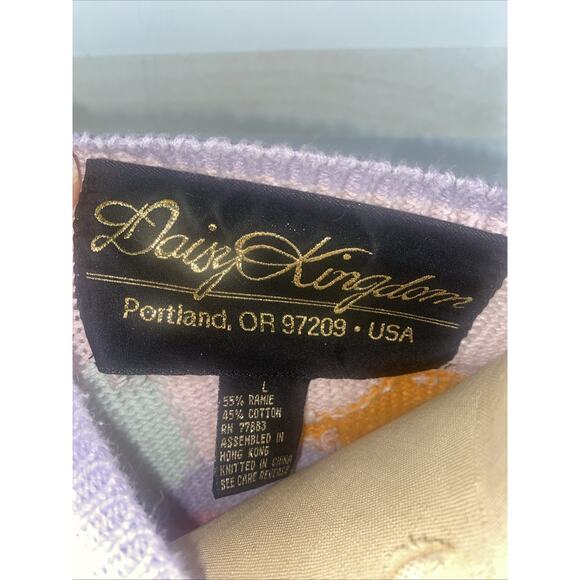 Daisy Kingdom
Portland, OR 97209 • USA
L
55% RAMIE
45% COTTON
RN 77883
ASSEMBLED IN
HONG KONG
KNITTED IN CHINA
SEE CARE REVERSE